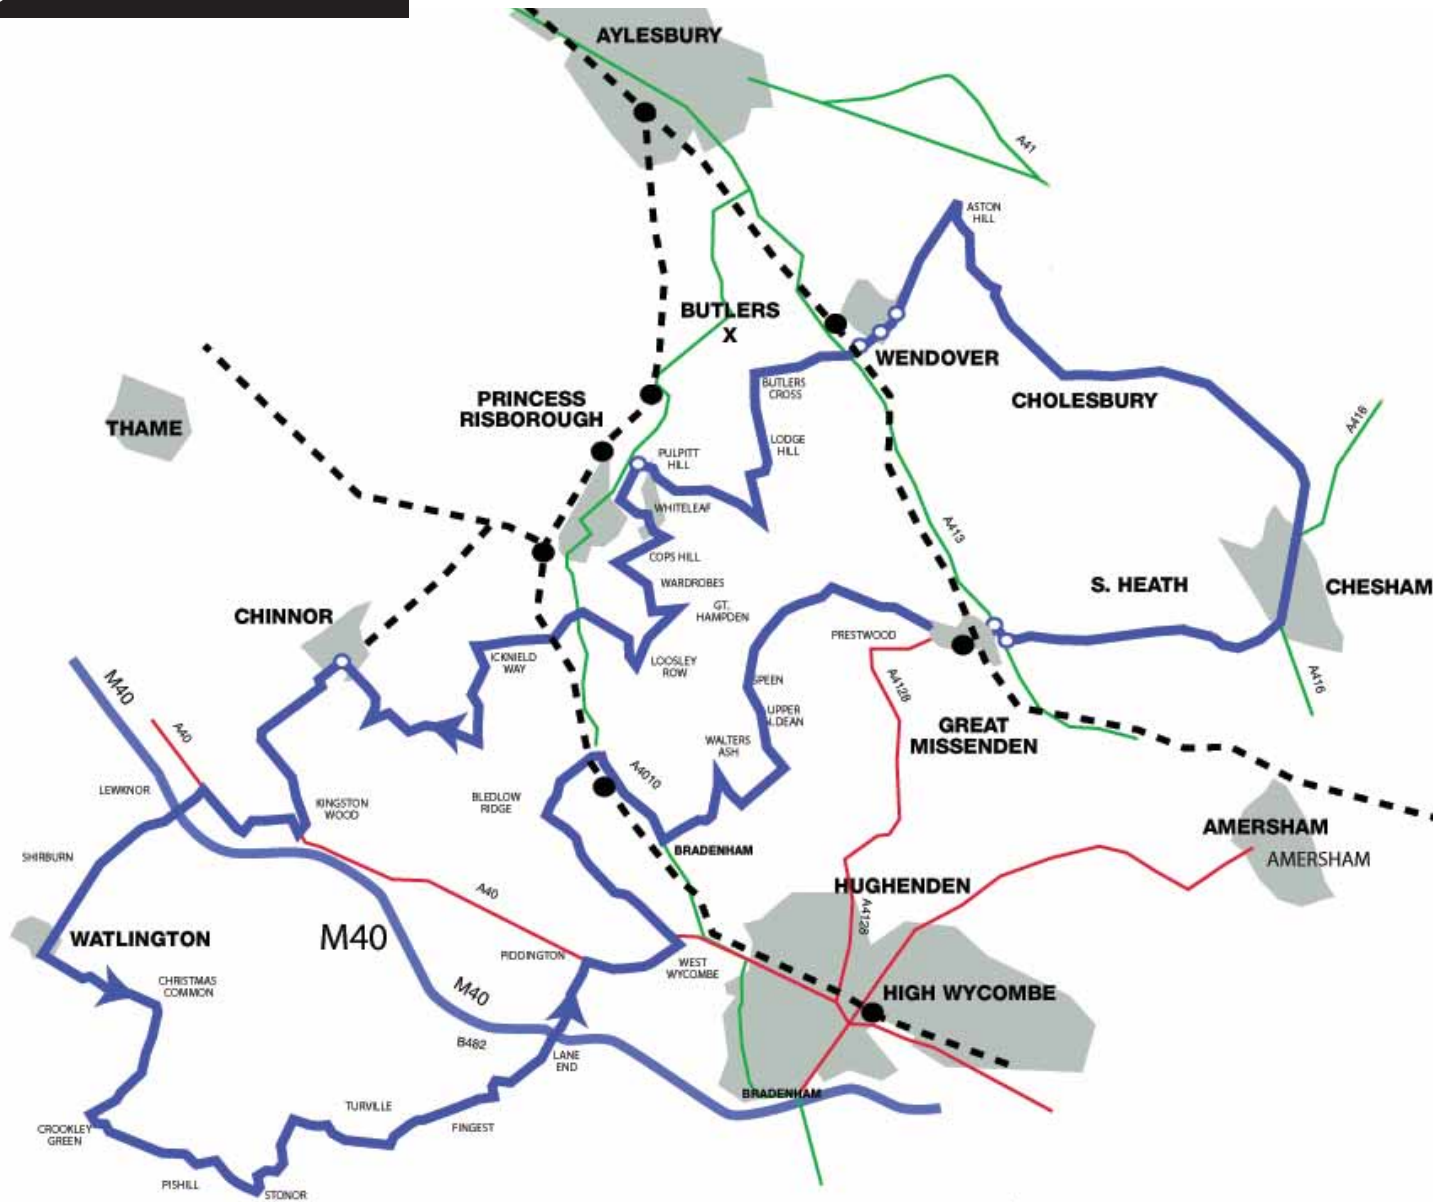 AYLESBURY
A41
ASTON
HILL
BUTLERS
X
WENDOVER
BUTLERS
CROSS
CHOLESBURY
PRINCESS
RISBOROUGH
THAME
A416
LODGE
HILL
PULPITT
HILL
WHITELEAF
A413
COPS HILL
WARDROBES
S. HEATH
CHESHAM
GT.
HAMPDEN
CHINNOR
PRESTWOOD
ICKNIELD
WAY
LOOSLEY
ROW
M40
A4128
A416
SPEEN
UPPER
A40
GREAT
MISSENDEN
WALTERS
ASH
A4010
LEWKNOR
BLEDLOW
RIDGE
KINGSTON
WOOD
AMERSHAM
AMERSHAM
SHIRBURN
BRADENHAM
HUGHENDEN
A40
A4128
WATLINGTON
M40
PIDDINGTON
WEST
WYCOMBE
CHRISTMAS
COMMON
M40
HIGH WYCOMBE
B482
LANE
END
BRADENHAM
TURVILLE
CROOKLEY
GREEN
FINGEST
PISHILL
STONOR